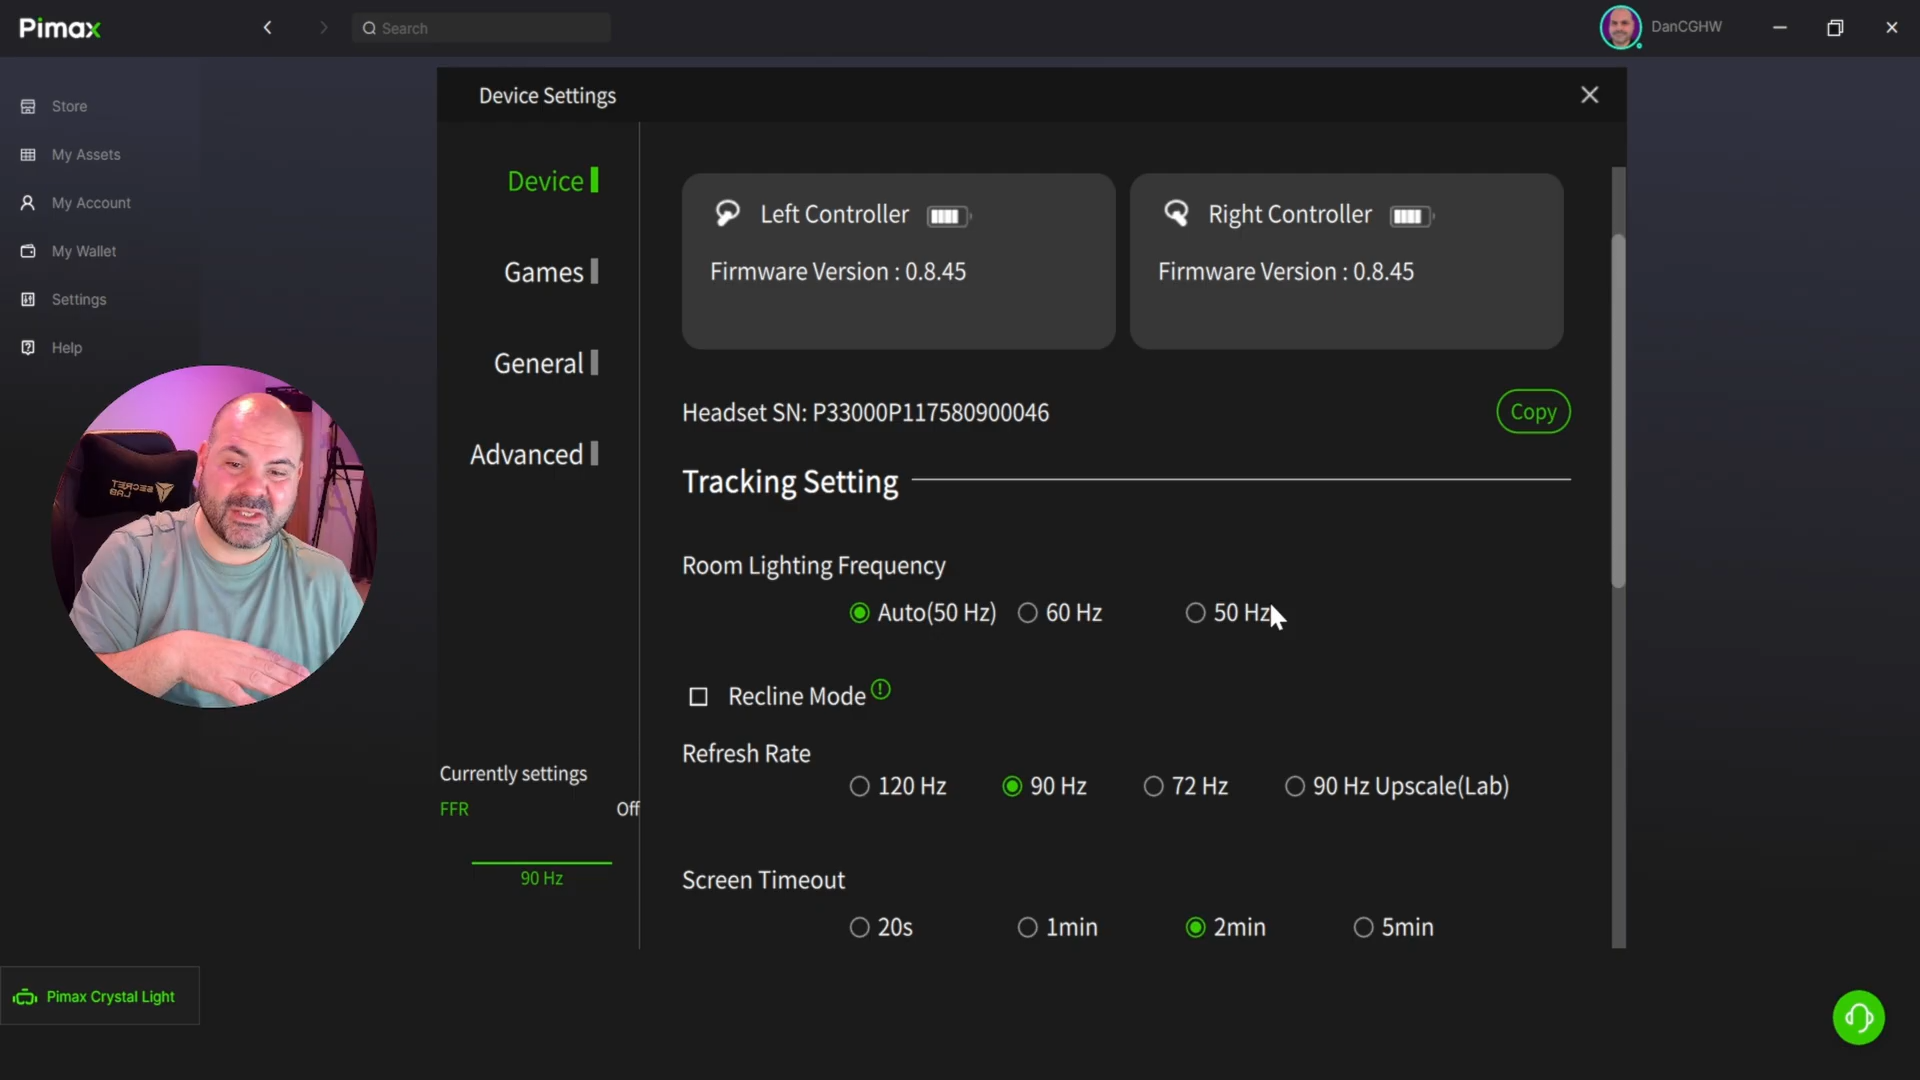 Pimax
Search
DanCGHW
Store
My Assets
My Account
My Wallet
Settings
Help
Device Settings
Device
Games
General
Advanced
Left Controller
Firmware Version : 0.8.45
Right Controller
Firmware Version : 0.8.45
Headset SN: P33000P117580900046
Copy
Tracking Setting
Room Lighting Frequency
Auto(50 Hz) 60 Hz 50 Hz
Recline Mode
Refresh Rate
120 Hz 90 Hz 72 Hz 90 Hz Upscale(Lab)
Screen Timeout
20s 1min 2min 5min
Currently settings
FFR Off
90 Hz
Pimax Crystal Light
SECRET
LAB